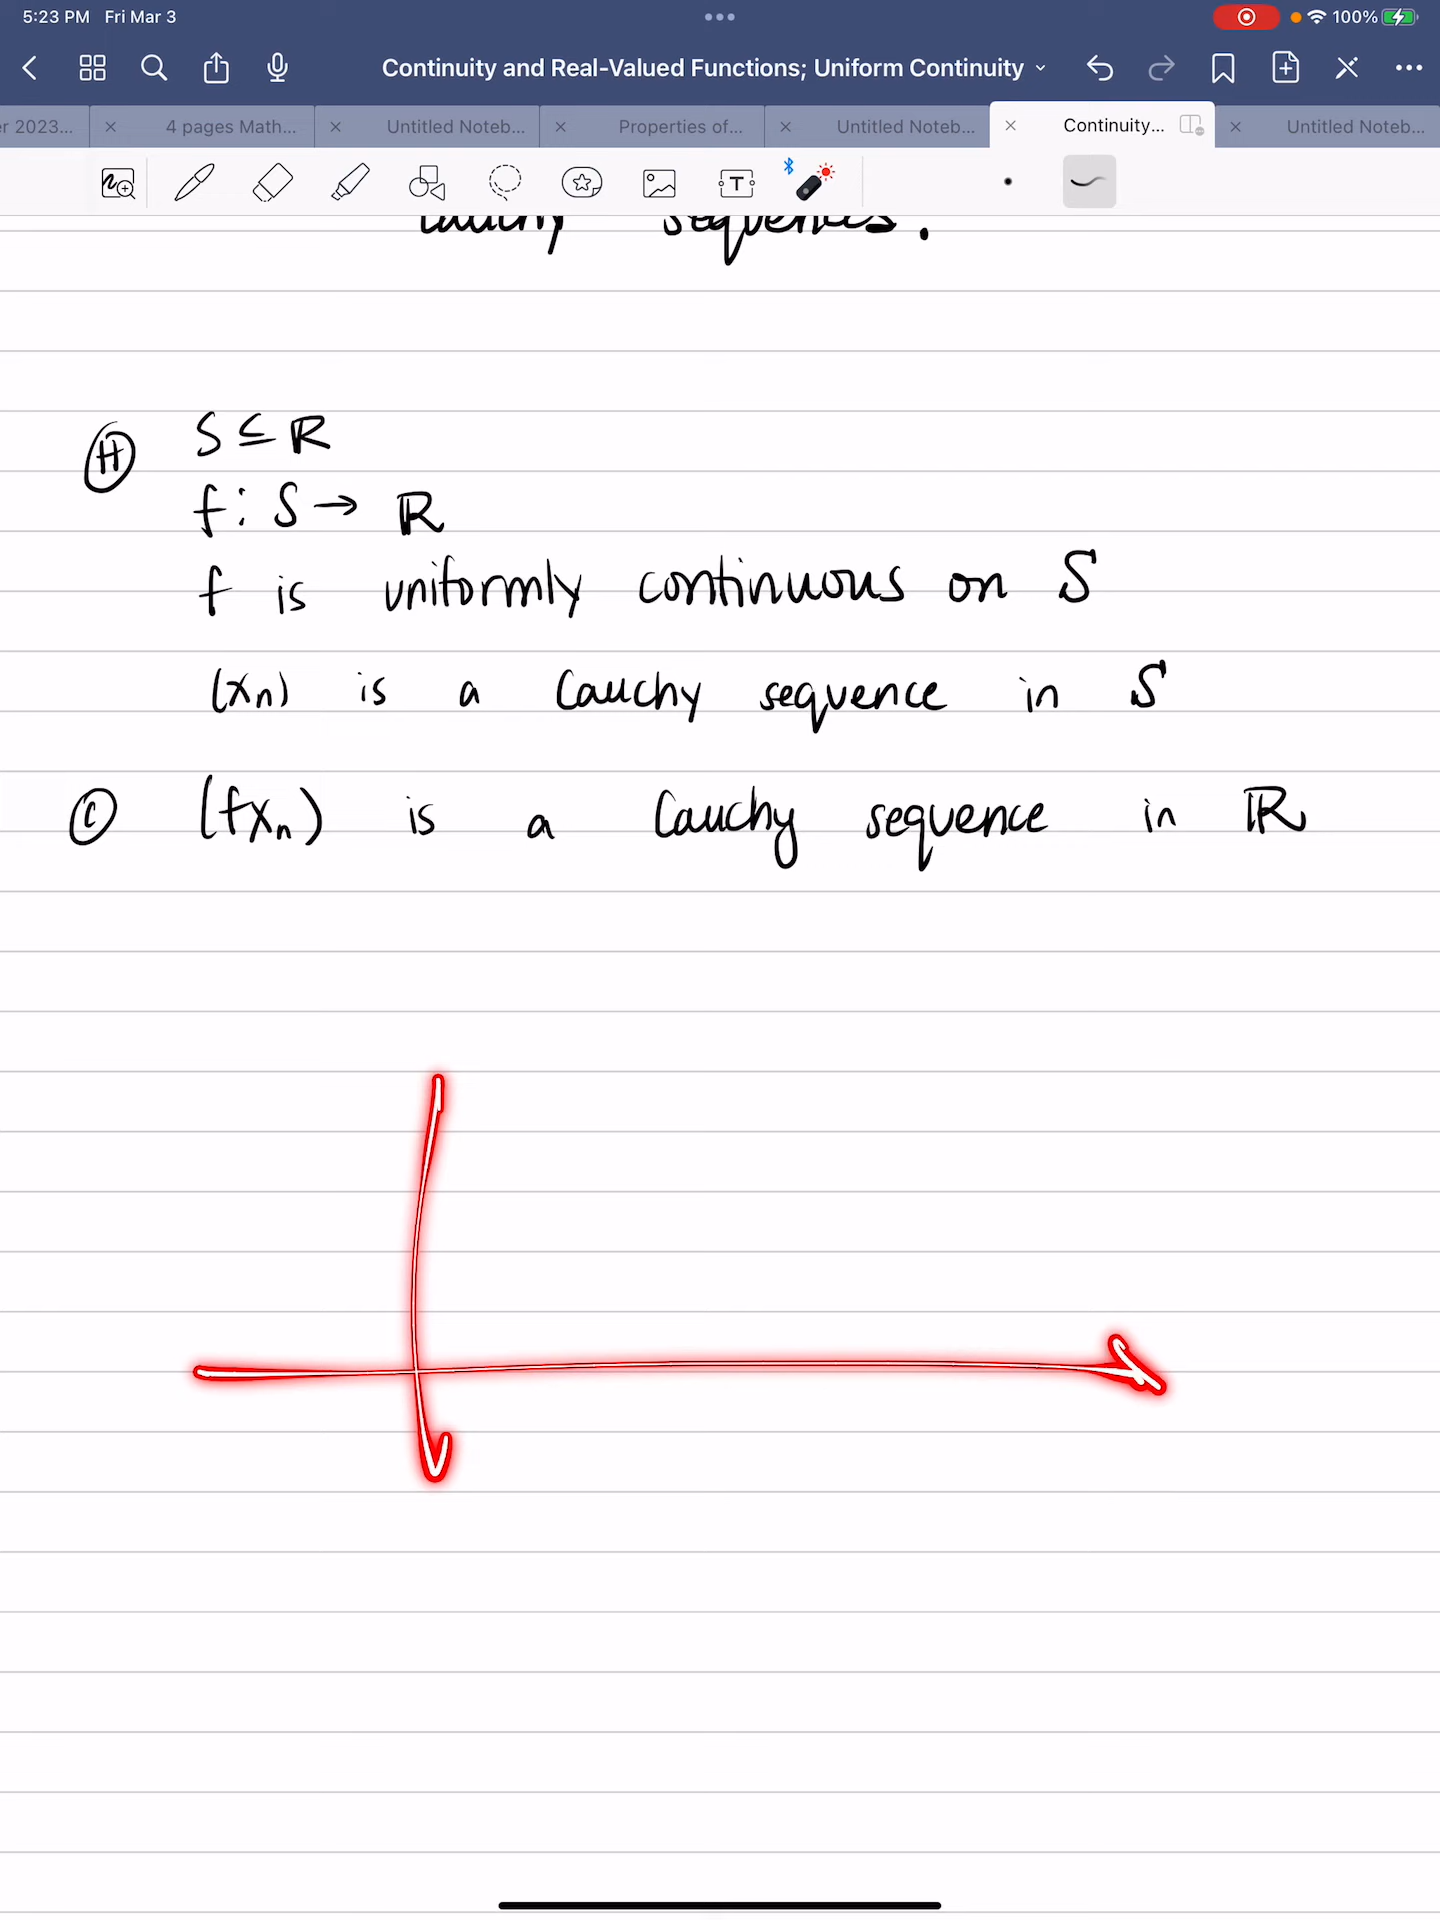 5:23 PM Fri Mar 3
100%
Continuity and Real-Valued Functions; Uniform Continuity
r 2023...
4 pages Math...
Untitled Noteb...
Properties of...
Untitled Noteb...
Continuity...
Untitled Noteb...
Cauchy sequences.
Ⓗ S ⊆ ℝ
f: S → ℝ
f is uniformly continuous on S
(xₙ) is a Cauchy sequence in S
Ⓒ (fxₙ) is a Cauchy sequence in ℝ